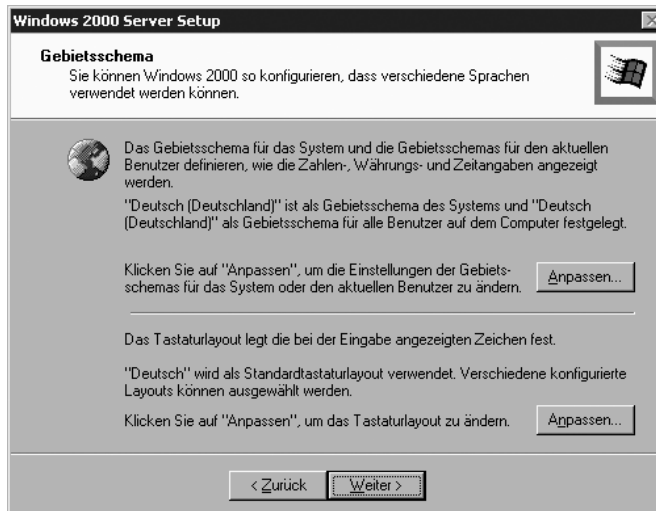 Windows 2000 Server Setup
Gebietsschema
Sie können Windows 2000 so konfigurieren, dass verschiedene Sprachen
verwendet werden können.
Das Gebietsschema für das System und die Gebietsschemas für den aktuellen
Benutzer definieren, wie die Zahlen-, Währungs- und Zeitangaben angezeigt
werden.
"Deutsch (Deutschland)" ist als Gebietsschema des Systems und "Deutsch
(Deutschland)" als Gebietsschema für alle Benutzer auf dem Computer festgelegt.
Klicken Sie auf "Anpassen", um die Einstellungen der Gebiets-
schemas für das System oder den aktuellen Benutzer zu ändern.
Anpassen...
Das Tastaturlayout legt die bei der Eingabe angezeigten Zeichen fest.
"Deutsch" wird als Standardtastaturlayout verwendet. Verschiedene konfigurierte
Layouts können ausgewählt werden.
Klicken Sie auf "Anpassen", um das Tastaturlayout zu ändern.
Anpassen...
< Zurück
Weiter >